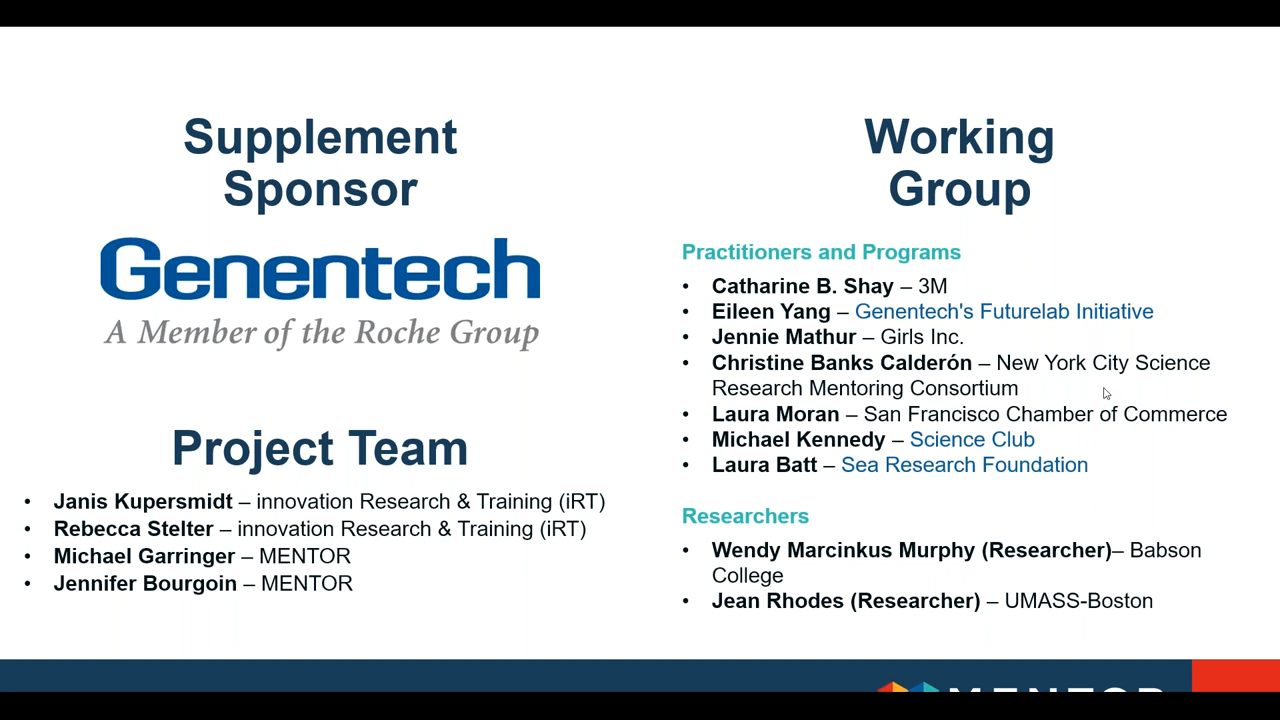 Supplement
Sponsor
Genentech
A Member of the Roche Group
Project Team
• Janis Kupersmidt – innovation Research & Training (iRT)
• Rebecca Stelter – innovation Research & Training (iRT)
• Michael Garringer – MENTOR
• Jennifer Bourgoin – MENTOR
Working
Group
Practitioners and Programs
• Catharine B. Shay – 3M
• Eileen Yang – Genentech's Futurelab Initiative
• Jennie Mathur – Girls Inc.
• Christine Banks Calderón – New York City Science
Research Mentoring Consortium
• Laura Moran – San Francisco Chamber of Commerce
• Michael Kennedy – Science Club
• Laura Batt – Sea Research Foundation
Researchers
• Wendy Marcinkus Murphy (Researcher)– Babson
College
• Jean Rhodes (Researcher) – UMASS-Boston
MENTOR